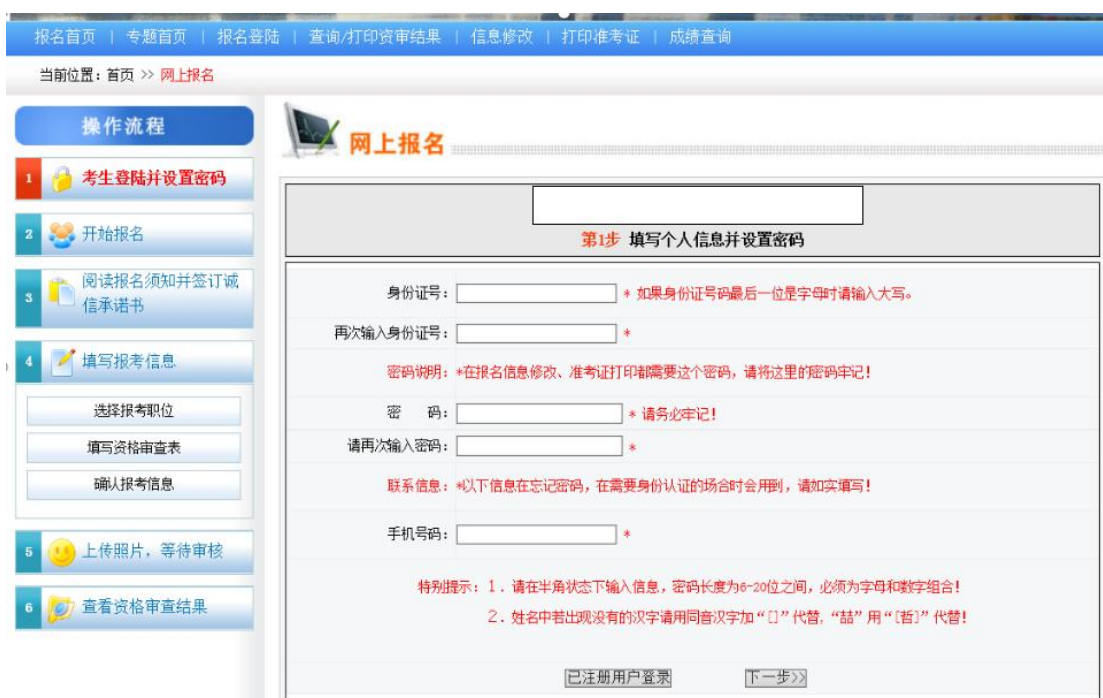 报名首页 | 专题首页 | 报名登陆 | 查询/打印资审结果 | 信息修改 | 打印准考证 | 成绩查询
当前位置：首页 >> 网上报名
操作流程
1 考生登陆并设置密码
2 开始报名
3 阅读报名须知并签订诚
信承诺书
4 填写报考信息
选择报考职位
填写资格审查表
确认报考信息
5 上传照片，等待审核
6 查看资格审查结果
网上报名
第1步 填写个人信息并设置密码
身份证号： * 如果身份证号码最后一位是字母时请输入大写。
再次输入身份证号： *
密码说明：*在报名信息修改、准考证打印都需要这个密码，请将这里的密码牢记！
密　码： * 请务必牢记！
请再次输入密码： *
联系信息：*以下信息在忘记密码，在需要身份认证的场合时会用到，请如实填写！
手机号码： *
特别提示：1．请在半角状态下输入信息，密码长度为6-20位之间，必须为字母和数字组合！
2．姓名中若出现没有的汉字请用同音汉字加“[]”代替，“喆”用“[哲]”代替！
已注册用户登录 下一步>>